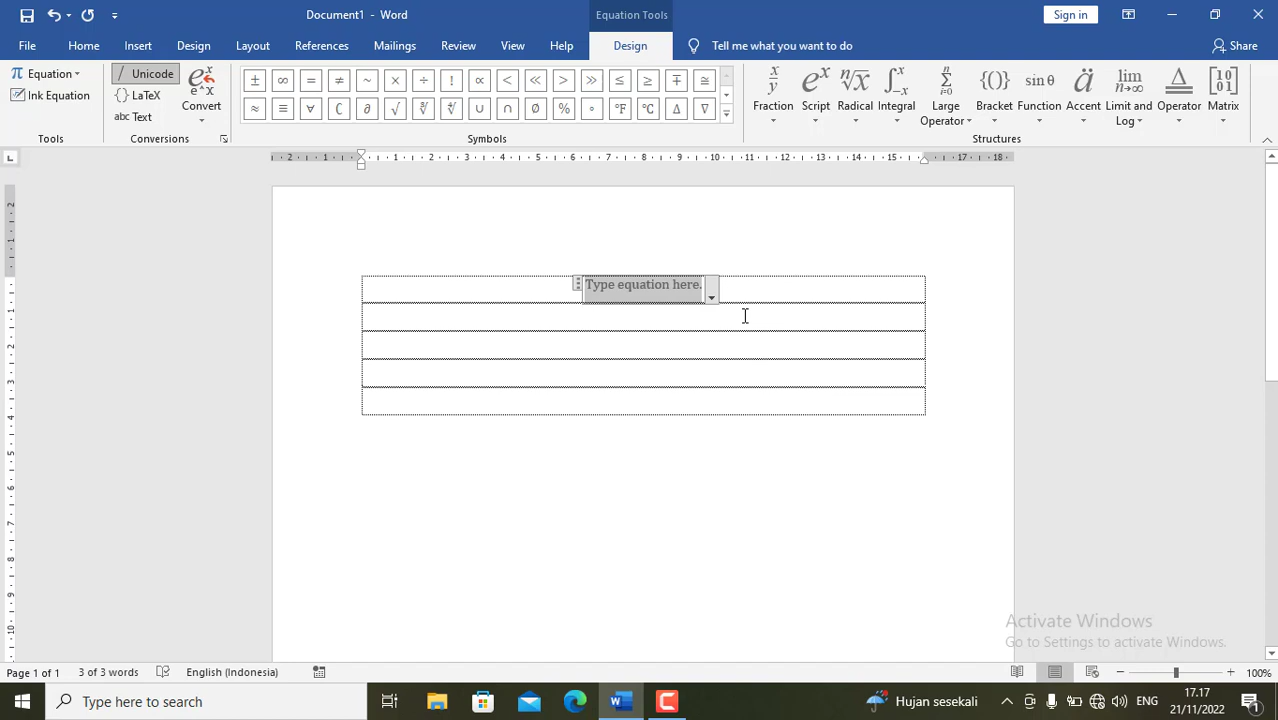 Document1 - Word
Equation Tools
Sign in
File
Home
Insert
Design
Layout
References
Mailings
Review
View
Help
Design
Tell me what you want to do
Share
Equation
Ink Equation
Tools
Unicode
LaTeX
abc Text
Convert
Conversions
Symbols
Fraction
Script
Radical
Integral
Large Operator
Bracket
Function
Accent
Limit and Log
Operator
Matrix
Structures
Type equation here.
Activate Windows
Go to Settings to activate Windows.
Page 1 of 1
3 of 3 words
English (Indonesia)
100%
Type here to search
Hujan sesekali
ENG
17.17
21/11/2022